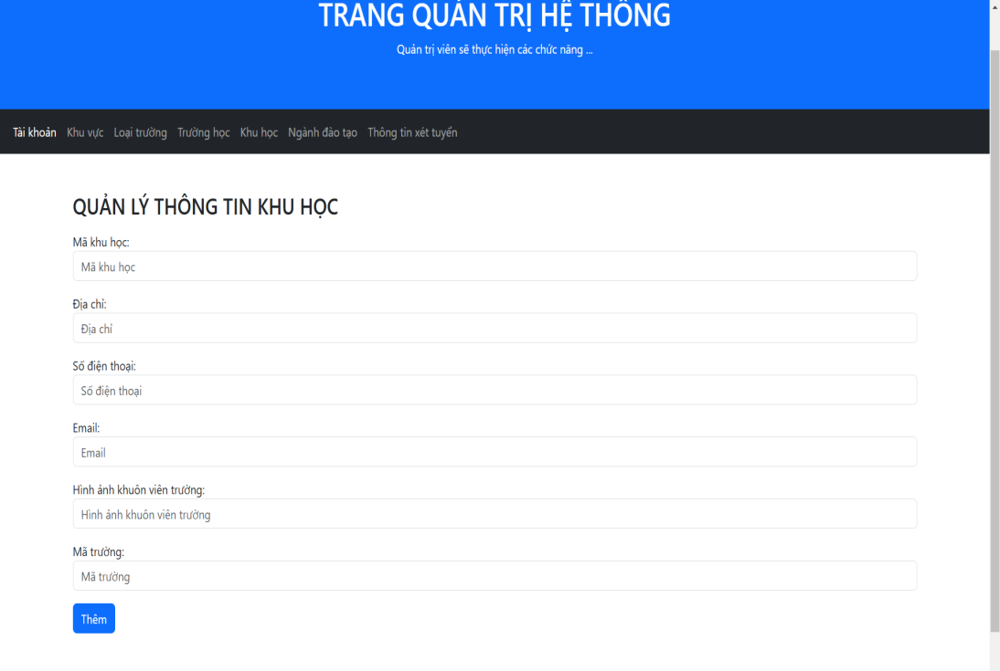 TRANG QUẢN TRỊ HỆ THỐNG
Quản trị viên sẽ thực hiện các chức năng ...
Tài khoản Khu vực Loại trường Trường học Khu học Ngành đào tạo Thông tin xét tuyển
QUẢN LÝ THÔNG TIN KHU HỌC
Mã khu học:
Mã khu học
Địa chỉ:
Địa chỉ
Số điện thoại:
Số điện thoại
Email:
Email
Hình ảnh khuôn viên trường:
Hình ảnh khuôn viên trường
Mã trường:
Mã trường
Thêm